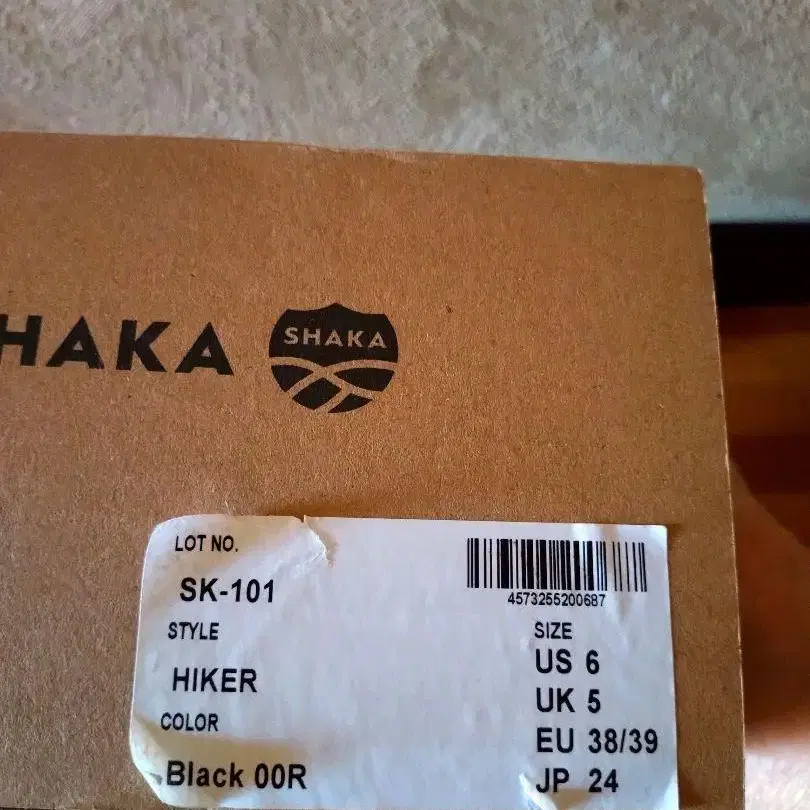 HAKA
SHAKA
LOT NO.
SK-101
4573255200687
STYLE
HIKER
COLOR
Black 00R
SIZE
US 6
UK 5
EU 38/39
JP 24